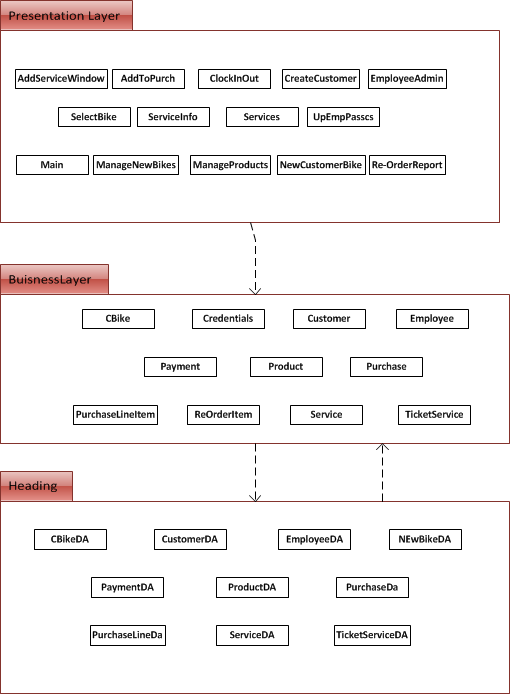 Presentation Layer
AddServiceWindow AddToPurch ClockInOut CreateCustomer EmployeeAdmin
SelectBike ServiceInfo Services UpEmpPasscs
Main ManageNewBikes ManageProducts NewCustomerBike Re-OrderReport
BuisnessLayer
CBike Credentials Customer Employee
Payment Product Purchase
PurchaseLineItem ReOrderItem Service TicketService
Heading
CBikeDA CustomerDA EmployeeDA NEwBikeDA
PaymentDA ProductDA PurchaseDa
PurchaseLineDa ServiceDA TicketServiceDA